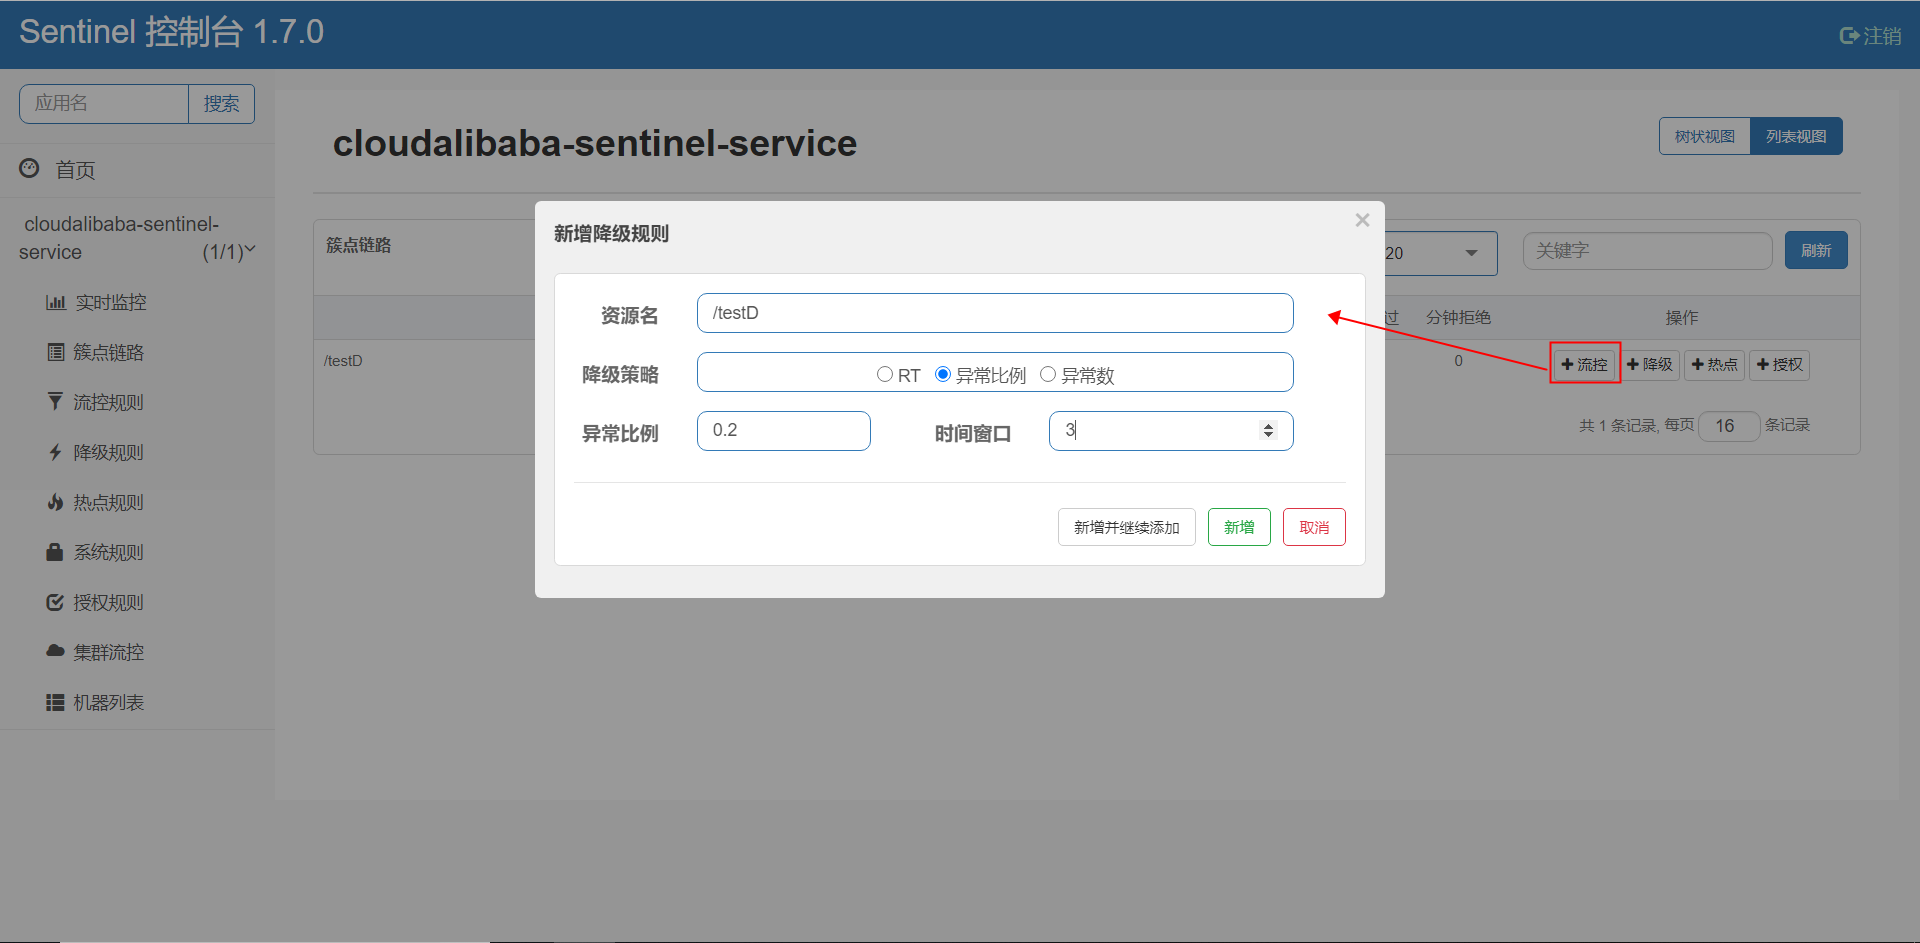 Sentinel 控制台 1.7.0
注销
应用名
搜索
首页
cloudalibaba-sentinel-
service (1/1)
实时监控
簇点链路
流控规则
降级规则
热点规则
系统规则
授权规则
集群流控
机器列表
cloudalibaba-sentinel-service
树状视图
列表视图
簇点链路
20
关键字
刷新
过
分钟拒绝
操作
/testD
0
流控
降级
热点
授权
共 1 条记录, 每页 16 条记录
新增降级规则
×
资源名 /testD
降级策略 RT 异常比例 异常数
异常比例 0.2 时间窗口 3
新增并继续添加
新增
取消